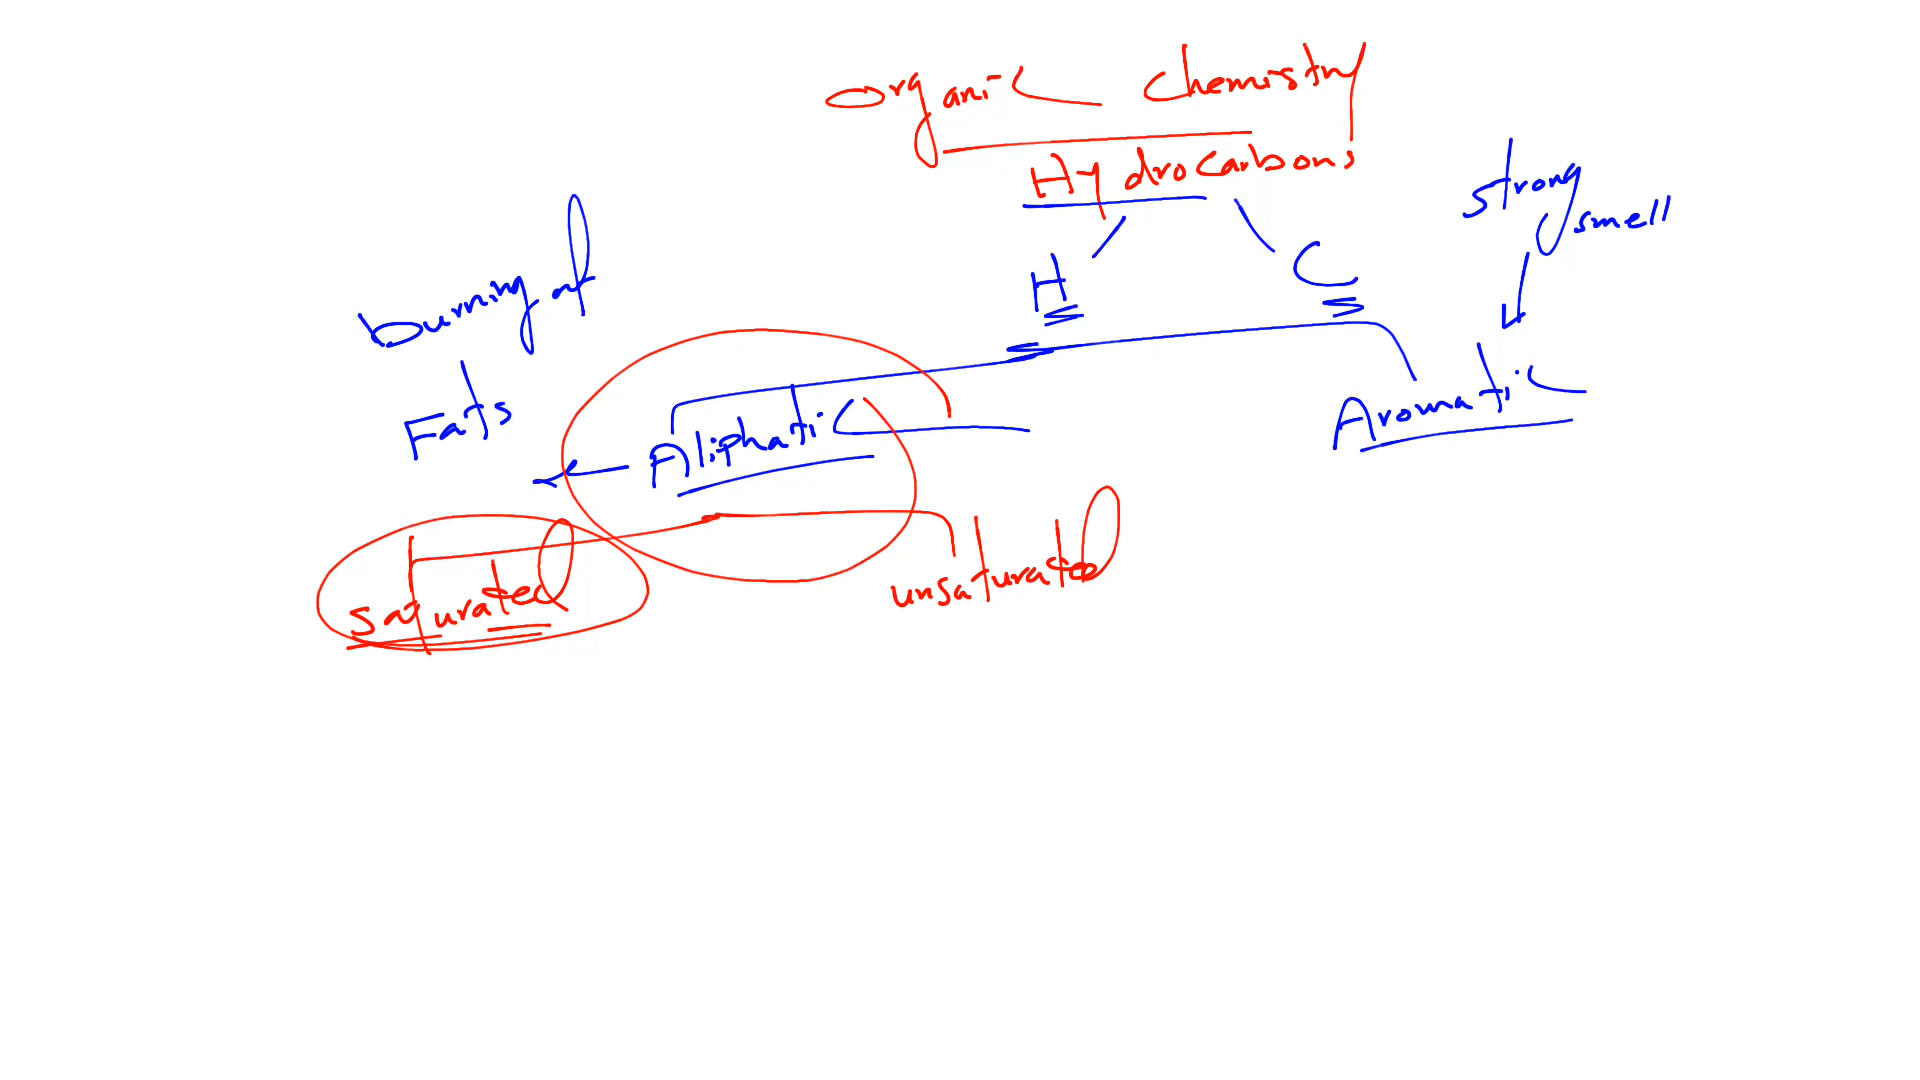 organic chemistry
Hydrocarbons
strong
smell
H C
burning of
Fats
Aliphatic
Aromatic
saturated
unsaturated